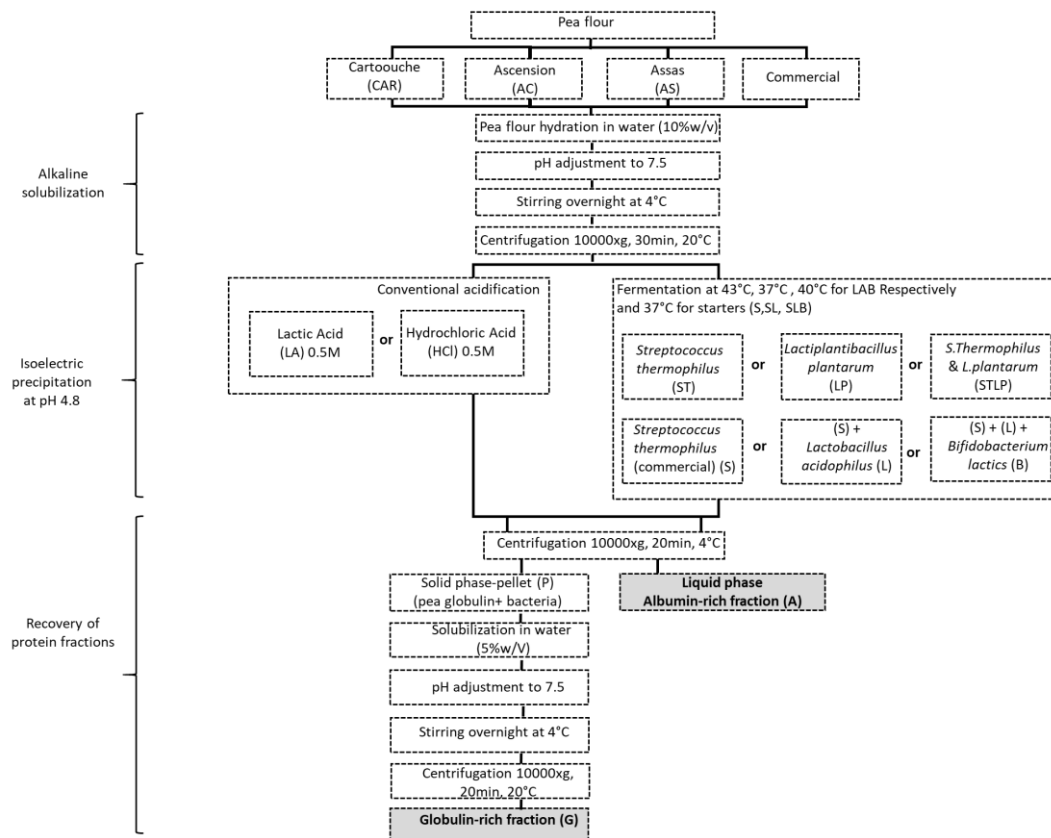 Pea flour
Cartoouche
(CAR)
Ascension
(AC)
Assas
(AS)
Commercial
Alkaline
solubilization
Pea flour hydration in water (10%w/v)
pH adjustment to 7.5
Stirring overnight at 4°C
Centrifugation 10000xg, 30min, 20°C
Isoelectric
precipitation
at pH 4.8
Conventional acidification
Lactic Acid
(LA) 0.5M
or
Hydrochloric Acid
(HCl) 0.5M
Fermentation at 43°C, 37°C , 40°C for LAB Respectively
and 37°C for starters (S,SL, SLB)
Streptococcus
thermophilus
(ST)
or
Lactiplantibacillus
plantarum
(LP)
or
S.Thermophilus
& L.plantarum
(STLP)
Streptococcus
thermophilus
(commercial) (S)
or
(S) +
Lactobacillus
acidophilus (L)
or
(S) + (L) +
Bifidobacterium
lactics (B)
Recovery of
protein fractions
Centrifugation 10000xg, 20min, 4°C
Solid phase-pellet (P)
(pea globulin+ bacteria)
Liquid phase
Albumin-rich fraction (A)
Solubilization in water
(5%w/V)
pH adjustment to 7.5
Stirring overnight at 4°C
Centrifugation 10000xg,
20min, 20°C
Globulin-rich fraction (G)